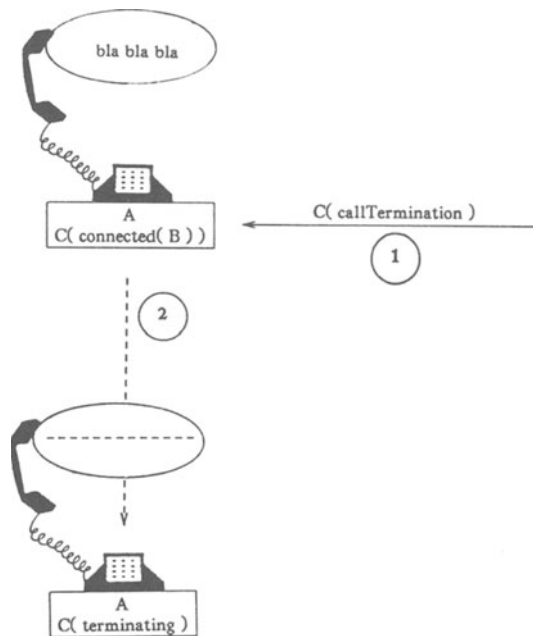 bla bla bla
A
C( connected( B ) )
C( callTermination )
1
2
A
C( terminating )